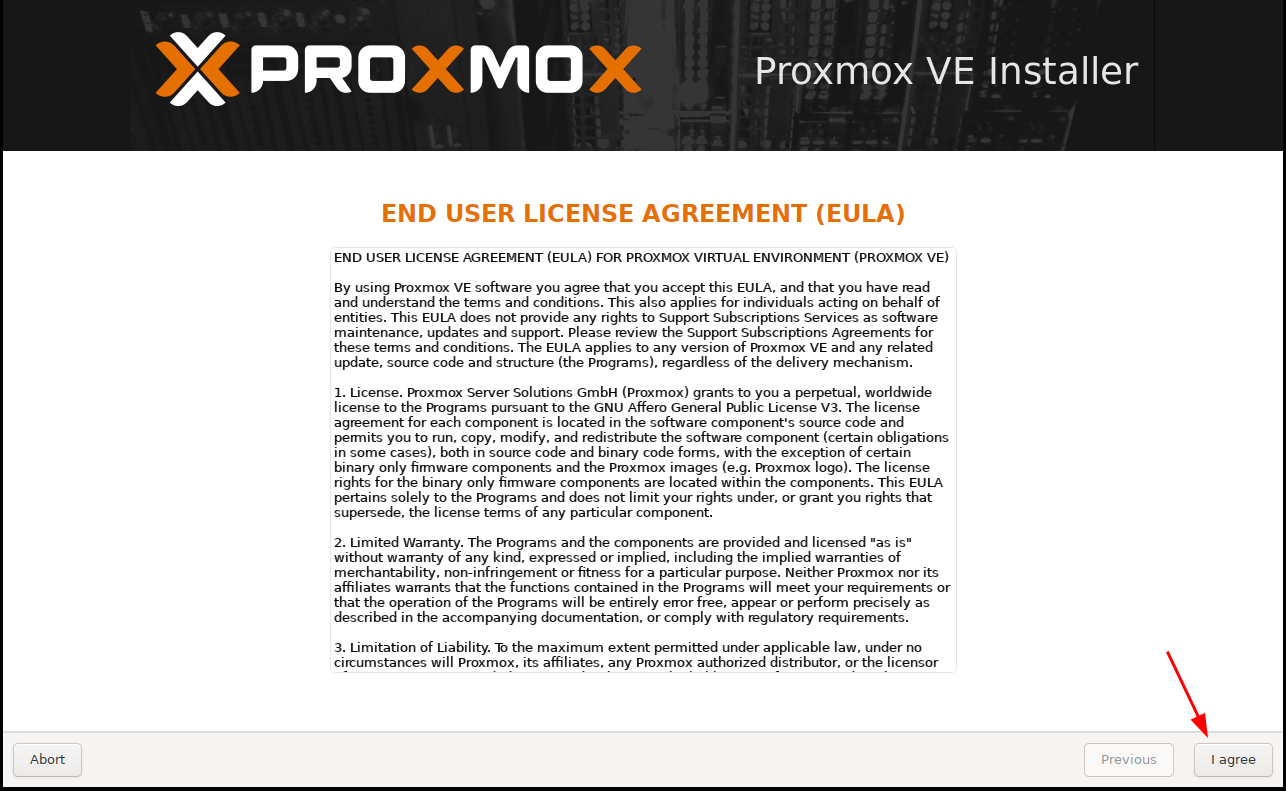 PROXMOX
Proxmox VE Installer
END USER LICENSE AGREEMENT (EULA)
END USER LICENSE AGREEMENT (EULA) FOR PROXMOX VIRTUAL ENVIRONMENT (PROXMOX VE)
By using Proxmox VE software you agree that you accept this EULA, and that you have read
and understand the terms and conditions. This also applies for individuals acting on behalf of
entities. This EULA does not provide any rights to Support Subscriptions Services as software
maintenance, updates and support. Please review the Support Subscriptions Agreements for
these terms and conditions. The EULA applies to any version of Proxmox VE and any related
update, source code and structure (the Programs), regardless of the delivery mechanism.
1. License. Proxmox Server Solutions GmbH (Proxmox) grants to you a perpetual, worldwide
license to the Programs pursuant to the GNU Affero General Public License V3. The license
agreement for each component is located in the software component's source code and
permits you to run, copy, modify, and redistribute the software component (certain obligations
in some cases), both in source code and binary code forms, with the exception of certain
binary only firmware components and the Proxmox images (e.g. Proxmox logo). The license
rights for the binary only firmware components are located within the components. This EULA
pertains solely to the Programs and does not limit your rights under, or grant you rights that
supersede, the license terms of any particular component.
2. Limited Warranty. The Programs and the components are provided and licensed "as is"
without warranty of any kind, expressed or implied, including the implied warranties of
merchantability, non-infringement or fitness for a particular purpose. Neither Proxmox nor its
affiliates warrants that the functions contained in the Programs will meet your requirements or
that the operation of the Programs will be entirely error free, appear or perform precisely as
described in the accompanying documentation, or comply with regulatory requirements.
3. Limitation of Liability. To the maximum extent permitted under applicable law, under no
circumstances will Proxmox, its affiliates, any Proxmox authorized distributor, or the licensor
Abort
Previous
I agree